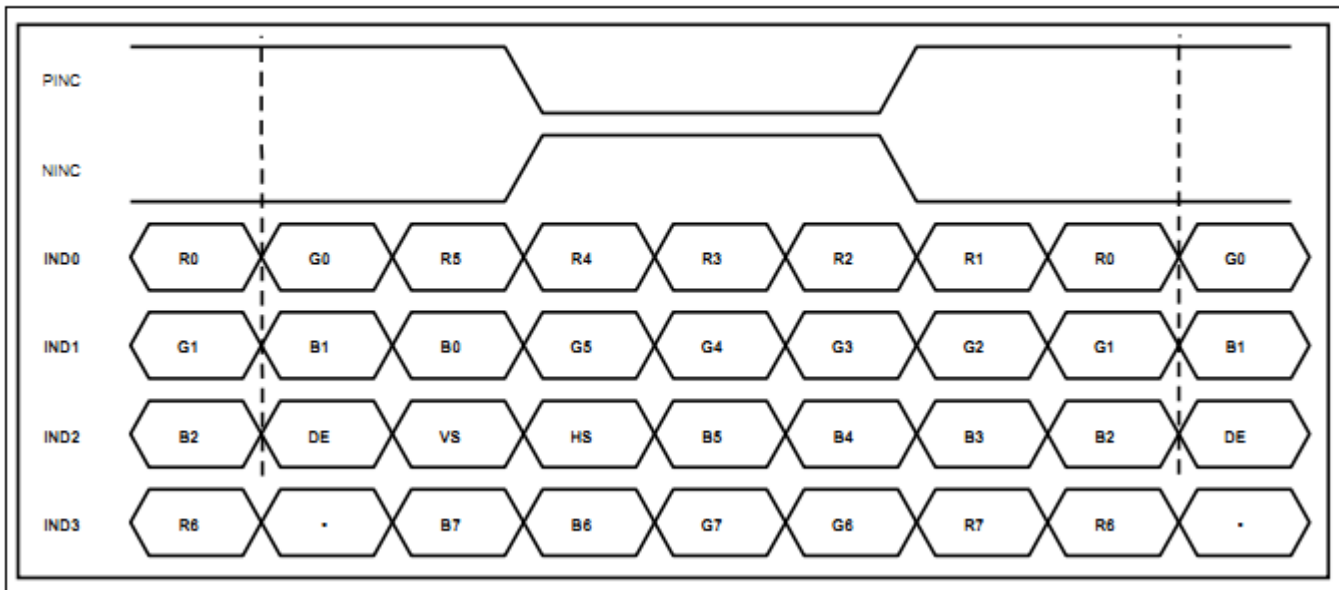 PINC
NINC
IND0 R0 G0 R5 R4 R3 R2 R1 R0 G0
IND1 G1 B1 B0 G5 G4 G3 G2 G1 B1
IND2 B2 DE VS HS B5 B4 B3 B2 DE
IND3 R6 - B7 B6 G7 G6 R7 R6 -